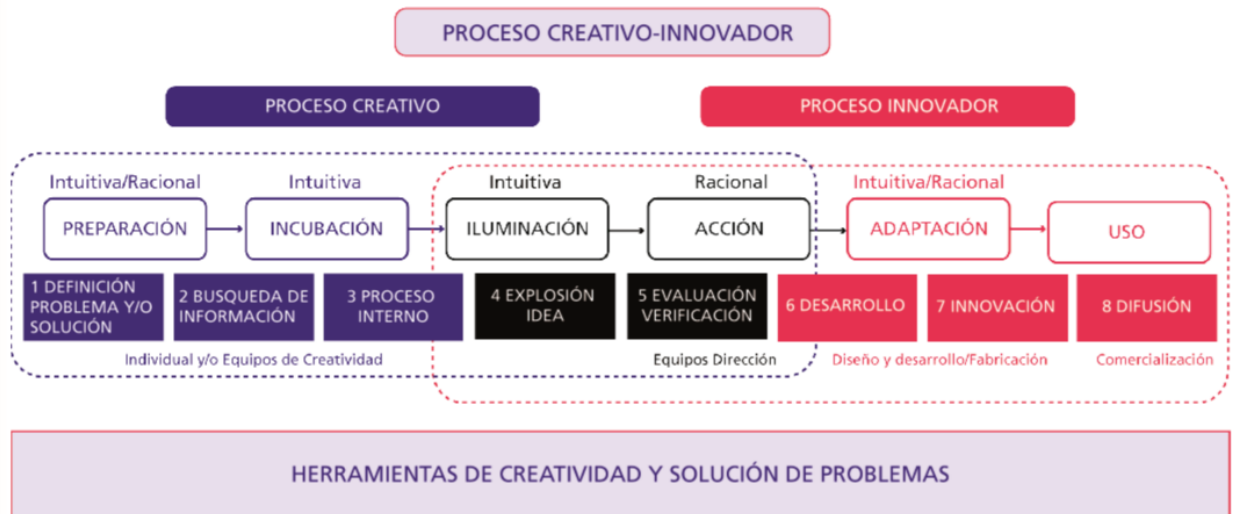 PROCESO CREATIVO-INNOVADOR
PROCESO CREATIVO
PROCESO INNOVADOR
Intuitiva/Racional
Intuitiva
Intuitiva
Racional
Intuitiva/Racional
PREPARACIÓN
INCUBACIÓN
ILUMINACIÓN
ACCIÓN
ADAPTACIÓN
USO
1 DEFINICIÓN
PROBLEMA Y/O
SOLUCIÓN
2 BUSQUEDA DE
INFORMACIÓN
3 PROCESO
INTERNO
4 EXPLOSIÓN
IDEA
5 EVALUACIÓN
VERIFICACIÓN
6 DESARROLLO
7 INNOVACIÓN
8 DIFUSIÓN
Individual y/o Equipos de Creatividad
Equipos Dirección
Diseño y desarrollo/Fabricación
Comercialización
HERRAMIENTAS DE CREATIVIDAD Y SOLUCIÓN DE PROBLEMAS